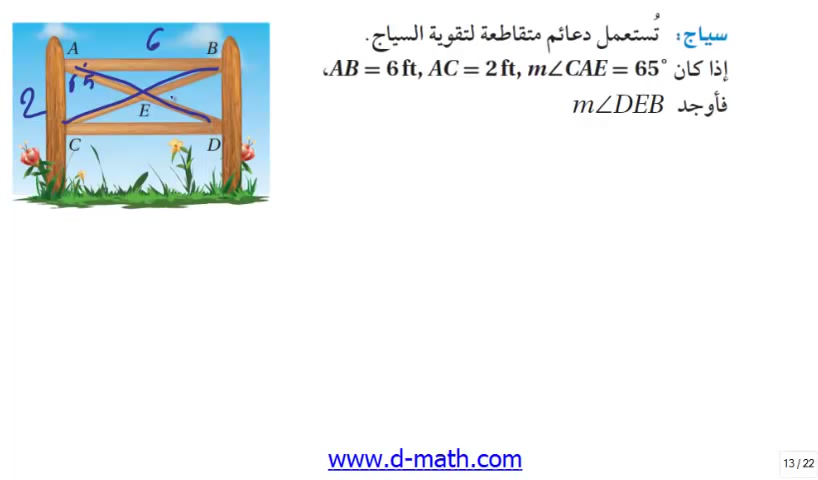 سياج: تُستعمل دعائم متقاطعة لتقوية السياج.
إذا كان AB = 6 ft, AC = 2 ft, m∠CAE = 65°،
فأوجد m∠DEB
6
A B
65
2
E
C D
www.d-math.com
13 / 22